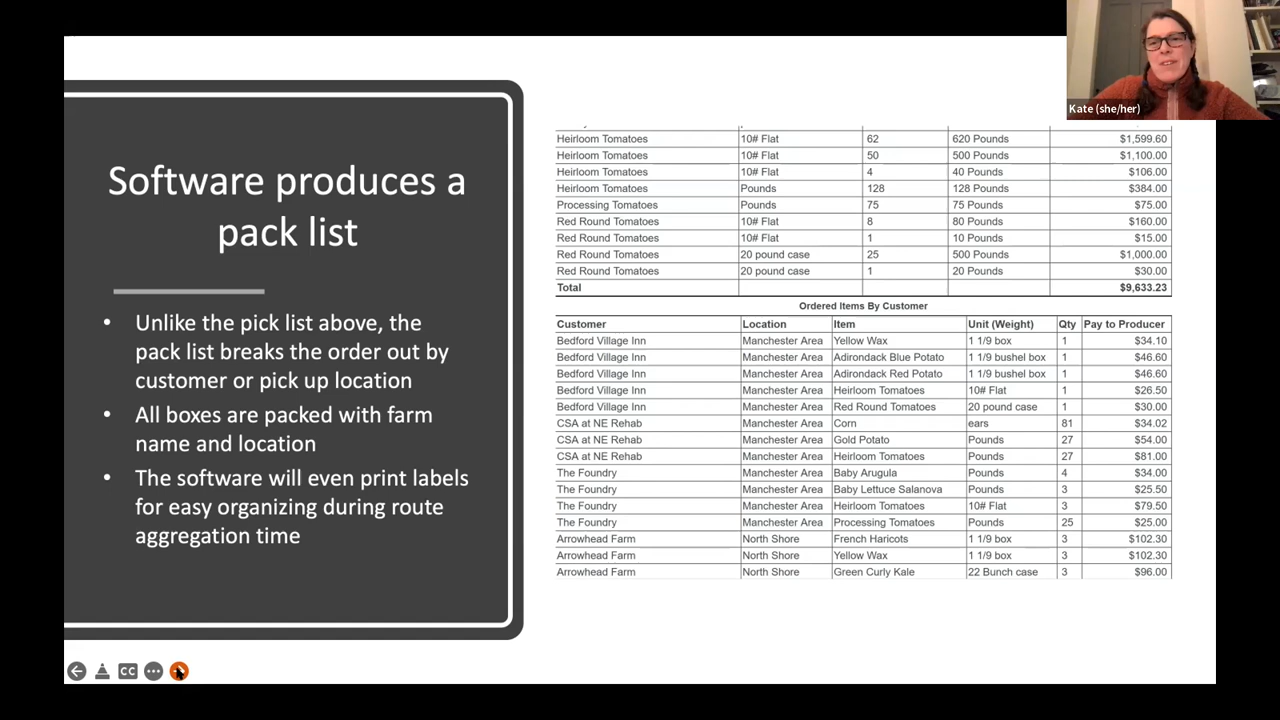 Kate (she/her)
Software produces a
pack list
• Unlike the pick list above, the
pack list breaks the order out by
customer or pick up location
• All boxes are packed with farm
name and location
• The software will even print labels
for easy organizing during route
aggregation time
Heirloom Tomatoes 10# Flat 62 620 Pounds $1,599.60
Heirloom Tomatoes 10# Flat 50 500 Pounds $1,100.00
Heirloom Tomatoes 10# Flat 4 40 Pounds $106.00
Heirloom Tomatoes Pounds 128 128 Pounds $384.00
Processing Tomatoes Pounds 75 75 Pounds $75.00
Red Round Tomatoes 10# Flat 8 80 Pounds $160.00
Red Round Tomatoes 10# Flat 1 10 Pounds $15.00
Red Round Tomatoes 20 pound case 25 500 Pounds $1,000.00
Red Round Tomatoes 20 pound case 1 20 Pounds $30.00
Total $9,633.23
Ordered Items By Customer
Customer Location Item Unit (Weight) Qty Pay to Producer
Bedford Village Inn Manchester Area Yellow Wax 1 1/9 box 1 $34.10
Bedford Village Inn Manchester Area Adirondack Blue Potato 1 1/9 bushel box 1 $46.60
Bedford Village Inn Manchester Area Adirondack Red Potato 1 1/9 bushel box 1 $46.60
Bedford Village Inn Manchester Area Heirloom Tomatoes 10# Flat 1 $26.50
Bedford Village Inn Manchester Area Red Round Tomatoes 20 pound case 1 $30.00
CSA at NE Rehab Manchester Area Corn ears 81 $34.02
CSA at NE Rehab Manchester Area Gold Potato Pounds 27 $54.00
CSA at NE Rehab Manchester Area Heirloom Tomatoes Pounds 27 $81.00
The Foundry Manchester Area Baby Arugula Pounds 4 $34.00
The Foundry Manchester Area Baby Lettuce Salanova Pounds 3 $25.50
The Foundry Manchester Area Heirloom Tomatoes 10# Flat 3 $79.50
The Foundry Manchester Area Processing Tomatoes Pounds 25 $25.00
Arrowhead Farm North Shore French Haricots 1 1/9 box 3 $102.30
Arrowhead Farm North Shore Yellow Wax 1 1/9 box 3 $102.30
Arrowhead Farm North Shore Green Curly Kale 22 Bunch case 3 $96.00
CC